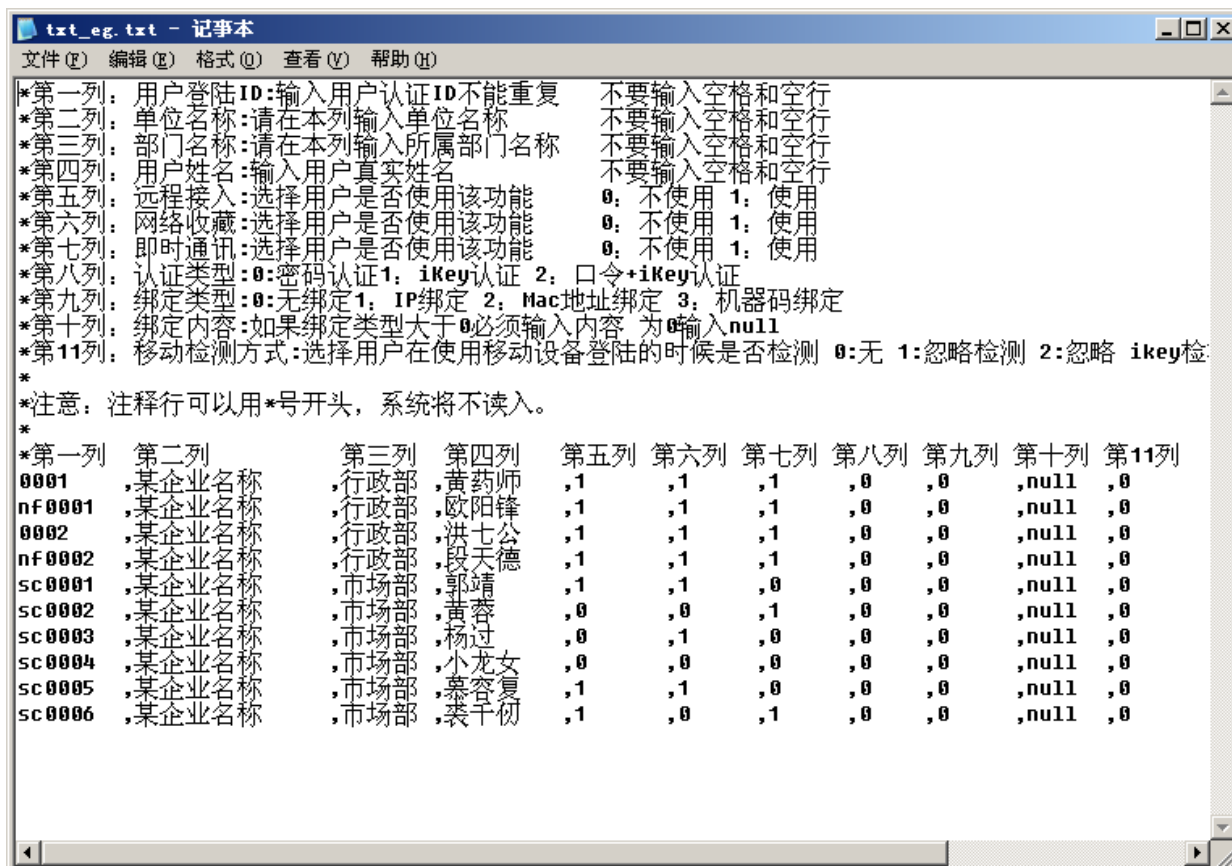 txt_eg.txt - 记事本
文件(F) 编辑(E) 格式(O) 查看(V) 帮助(H)
*第一列：用户登陆ID:输入用户认证ID不能重复 不要输入空格和空行
*第二列：单位名称:请在本列输入单位名称 不要输入空格和空行
*第三列：部门名称:请在本列输入所属部门名称 不要输入空格和空行
*第四列：用户姓名:输入用户真实姓名 不要输入空格和空行
*第五列：远程接入:选择用户是否使用该功能 0：不使用 1：使用
*第六列：网络收藏:选择用户是否使用该功能 0：不使用 1：使用
*第七列：即时通讯:选择用户是否使用该功能 0：不使用 1：使用
*第八列：认证类型:0:密码认证1：iKey认证 2：口令+iKey认证
*第九列：绑定类型:0:无绑定1：IP绑定 2：Mac地址绑定 3：机器码绑定
*第十列：绑定内容:如果绑定类型大于0必须输入内容 为0输入null
*第11列：移动检测方式:选择用户在使用移动设备登陆的时候是否检测 0:无 1:忽略检测 2:忽略 ikey检
*
*注意：注释行可以用*号开头，系统将不读入。
*
*第一列 第二列 第三列 第四列 第五列 第六列 第七列 第八列 第九列 第十列 第11列
0001 ,某企业名称 ,行政部 ,黄药师 ,1 ,1 ,1 ,0 ,0 ,null ,0
nf0001 ,某企业名称 ,行政部 ,欧阳锋 ,1 ,1 ,1 ,0 ,0 ,null ,0
0002 ,某企业名称 ,行政部 ,洪七公 ,1 ,1 ,1 ,0 ,0 ,null ,0
nf0002 ,某企业名称 ,行政部 ,段天德 ,1 ,1 ,1 ,0 ,0 ,null ,0
sc0001 ,某企业名称 ,市场部 ,郭靖 ,1 ,1 ,0 ,0 ,0 ,null ,0
sc0002 ,某企业名称 ,市场部 ,黄蓉 ,0 ,0 ,1 ,0 ,0 ,null ,0
sc0003 ,某企业名称 ,市场部 ,杨过 ,0 ,1 ,0 ,0 ,0 ,null ,0
sc0004 ,某企业名称 ,市场部 ,小龙女 ,0 ,0 ,0 ,0 ,0 ,null ,0
sc0005 ,某企业名称 ,市场部 ,慕容复 ,1 ,1 ,0 ,0 ,0 ,null ,0
sc0006 ,某企业名称 ,市场部 ,裘千仞 ,1 ,0 ,1 ,0 ,0 ,null ,0